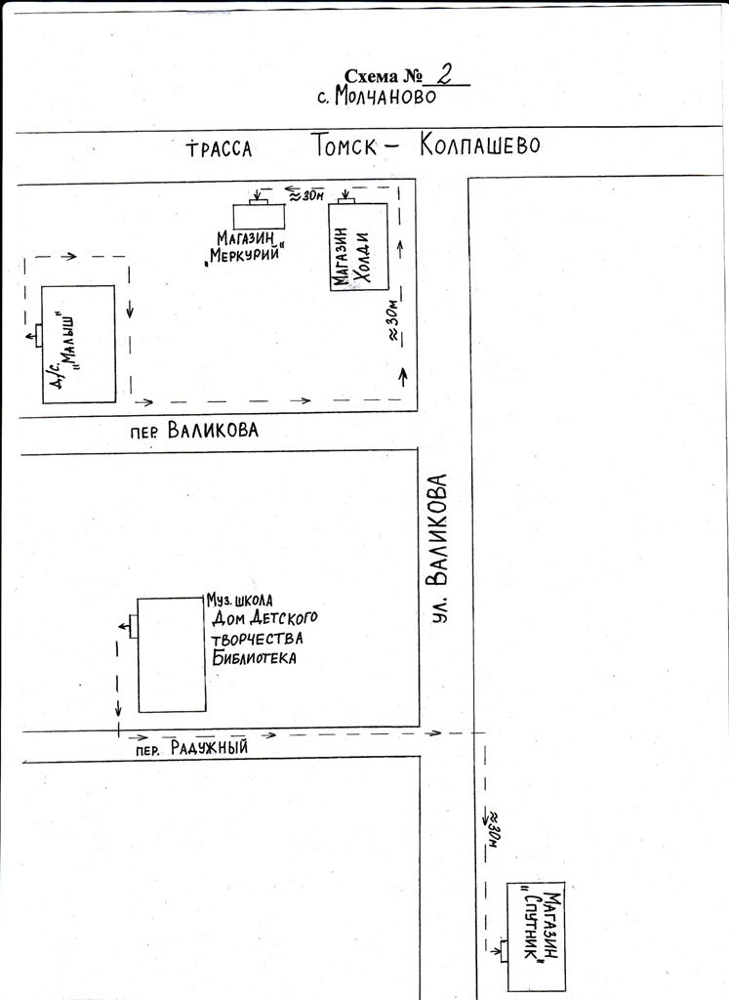 Схема № 2
с. Молчаново
трасса Томск – Колпашево
≈30м
Магазин
"Меркурий"
Магазин
Холди
≈30м
д/с.
"Малыш"
пер Валикова
ул. Валикова
Муз. школа
Дом Детского
творчества
Библиотека
пер. Радужный
≈30м
Магазин
"Спутник"